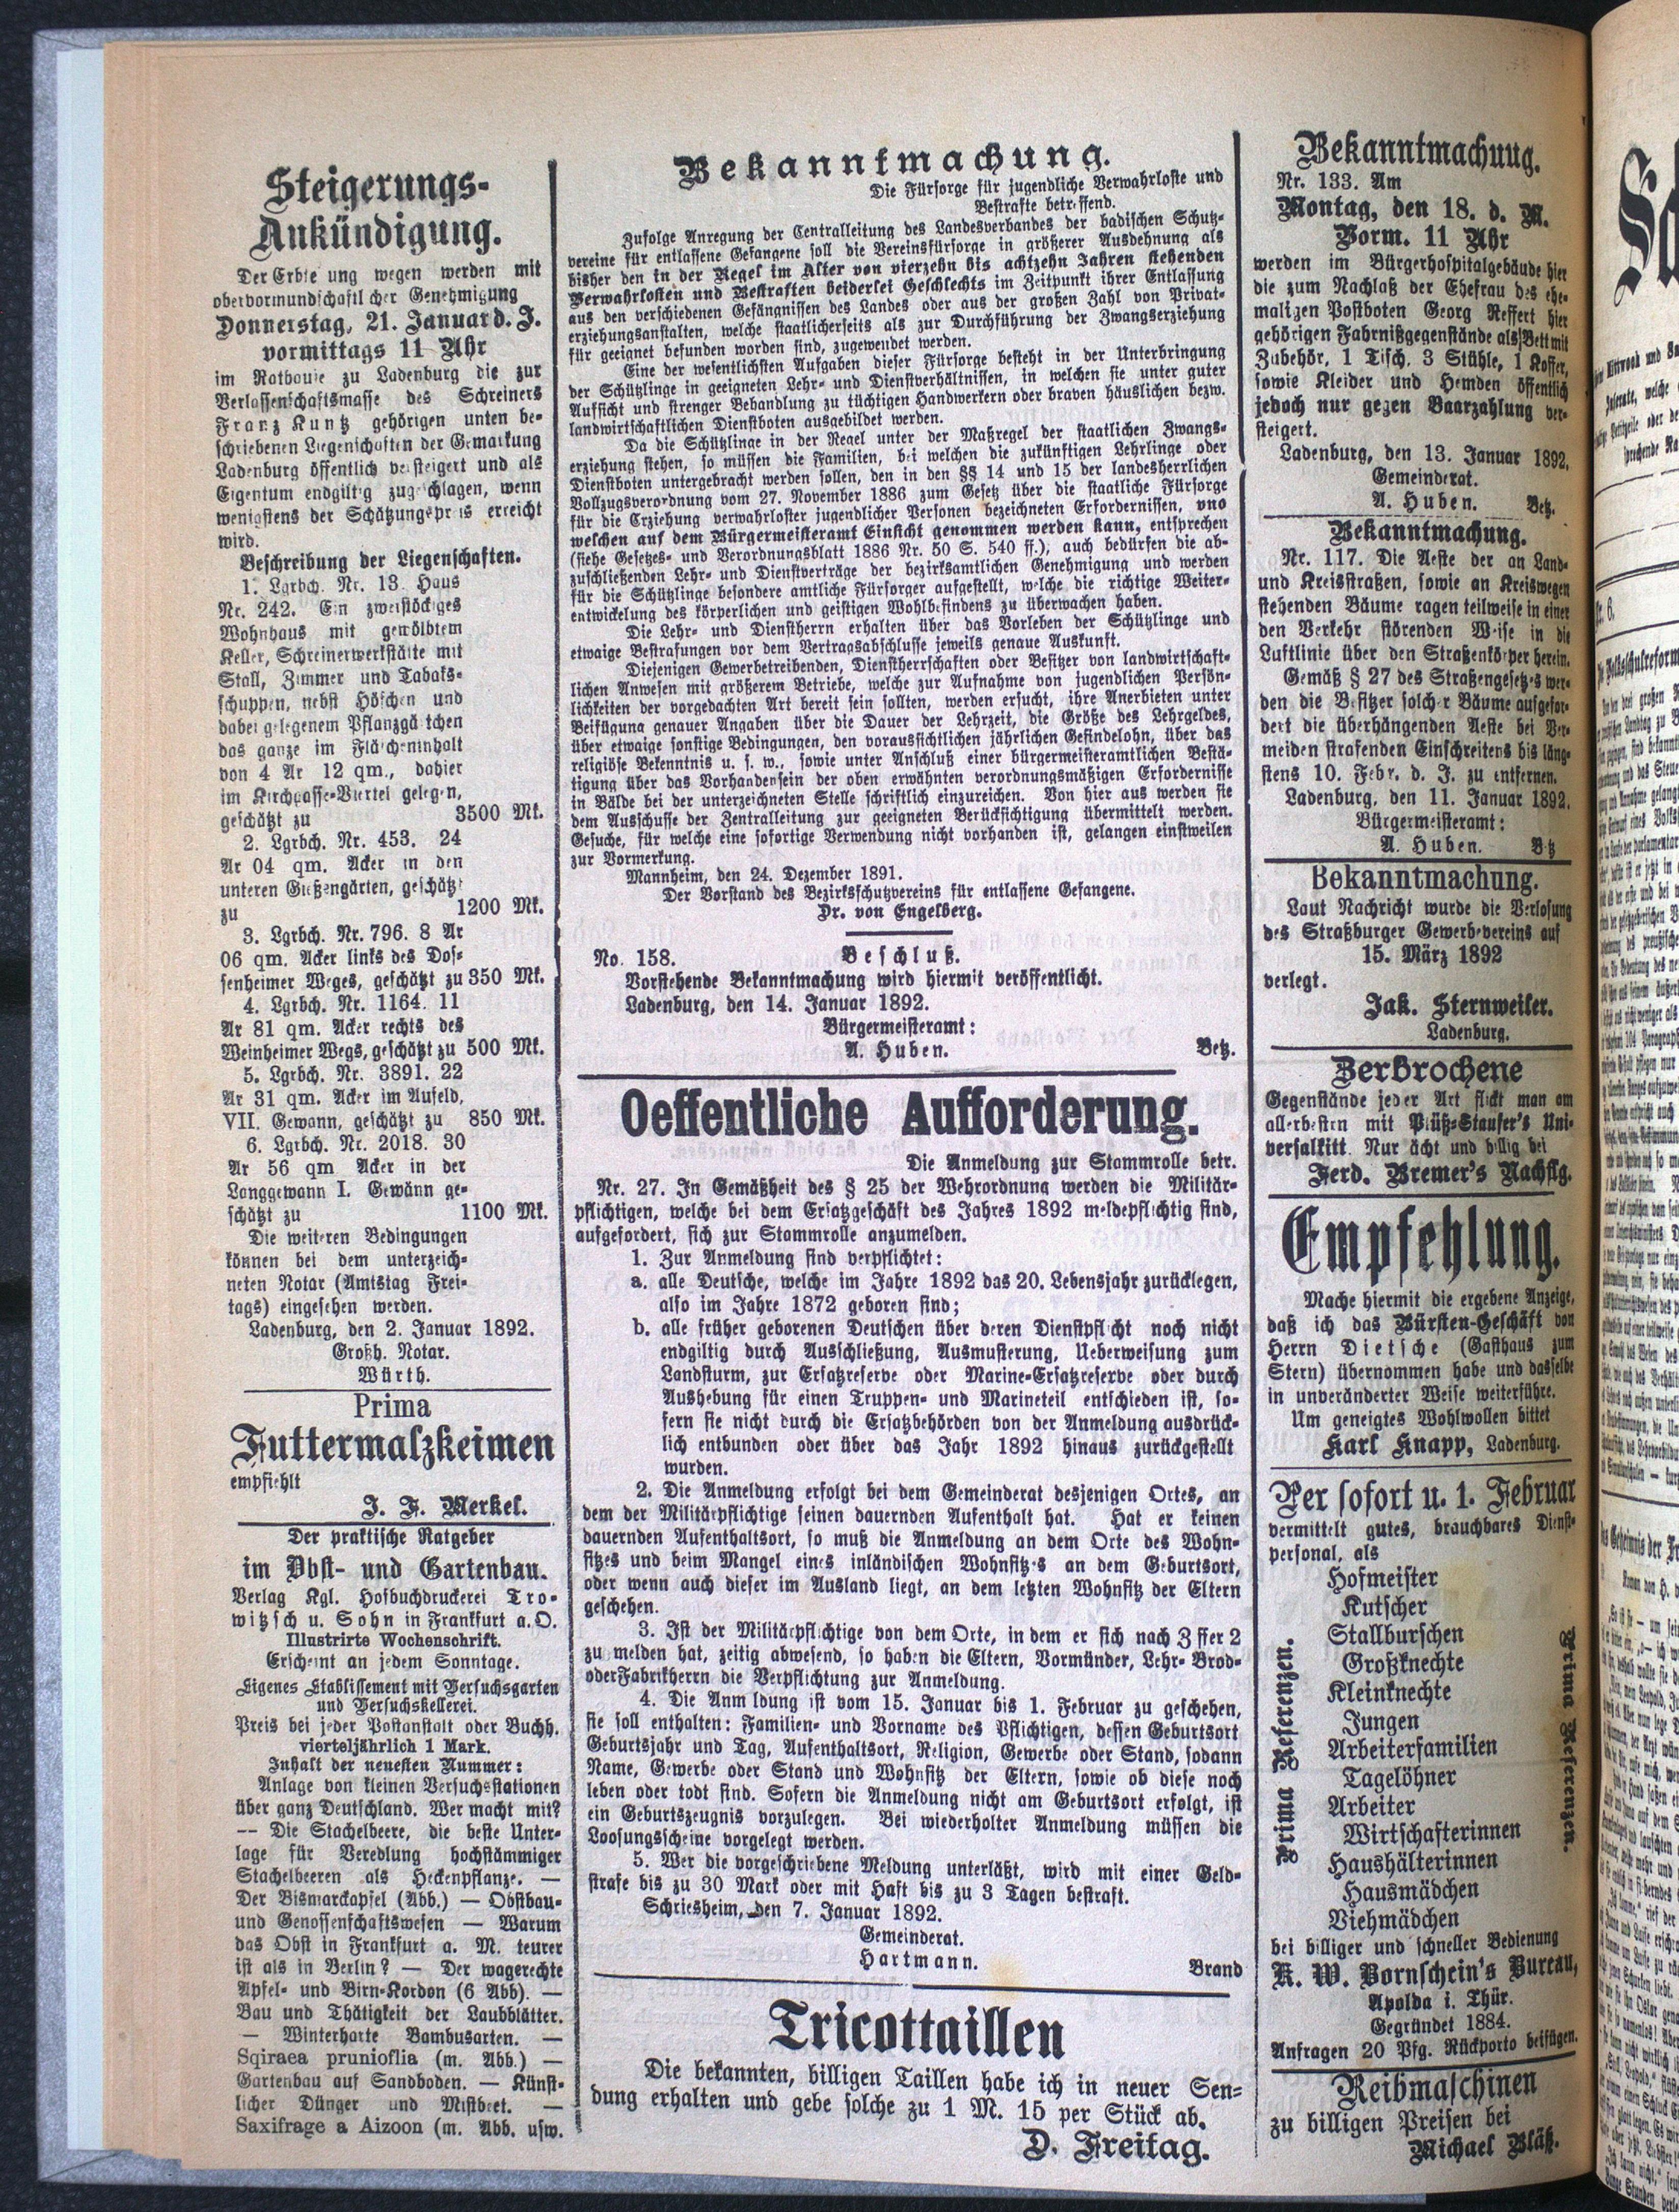 Steigerungs-
Ankündigung.
Der Erbte ung wegen werden mit
obervormundschaftl cher Genehmigung
Donnerstag, 21. Januar d. J.
vormittags 11 Uhr
im Rathause zu Ladenburg die zur
Verlassenschaftsmasse des Schreiners
Franz Kuntz gehörigen unten be-
schriebenen Liegenschaften der Gemarkung
Ladenburg öffentlich versteigert und als
Eigentum endgiltig zugeschlagen, wenn
wenigstens der Schätzungspreis erreicht
wird.
Beschreibung der Liegenschaften.
1. Lgrbch. Nr. 13. Haus
Nr. 242. Ein zweistöckiges
Wohnhaus mit gewölbtem
Keller, Schreinerwerkstätte mit
Stall, Zimmer und Tabaks-
schuppen, nebst Höfchen und
dabei gelegenem Pflanzgä tchen
das ganze im Flächeninhalt
von 4 Ar 12 qm., dahier
im Kirchgasse-Viertel gelegen,
geschätzt zu 3500 Mk.
2. Lgrbch. Nr. 453. 24
Ar 04 qm. Acker in den
unteren Gießengärten, geschätzt
zu 1200 Mk.
3. Lgrbch. Nr. 796. 8 Ar
06 qm. Acker links des Dos-
senheimer Weges, geschätzt zu 350 Mk.
4. Lgrbch. Nr. 1164. 11
Ar 81 qm. Acker rechts des
Weinheimer Wegs, geschätzt zu 500 Mk.
5. Lgrbch. Nr. 3891. 22
Ar 31 qm. Acker im Aufeld,
VII. Gewann, geschätzt zu 850 Mk.
6. Lgrbch. Nr. 2018. 30
Ar 56 qm Acker in der
Langgewann I. Gewänn ge-
schätzt zu 1100 Mk.
Die weiteren Bedingungen
können bei dem unterzeich-
neten Notar (Amtstag Frei-
tags) eingesehen werden.
Ladenburg, den 2. Januar 1892.
Großh. Notar.
Würth.
Prima
Futtermalzkeimen
empfiehlt
J. F. Merkel.
Der praktische Ratgeber
im Obst- und Gartenbau.
Verlag Kgl. Hofbuchdruckerei Tro-
witzsch u. Sohn in Frankfurt a. O.
Illustrirte Wochenschrift.
Erscheint an jedem Sonntage.
Eigenes Etablissement mit Versuchsgarten
und Versuchskellerei.
Preis bei jeder Postanstalt oder Buchh.
vierteljährlich 1 Mark.
Inhalt der neuesten Nummer:
Anlage von kleinen Versuchsstationen
über ganz Deutschland. Wer macht mit?
-- Die Stachelbeere, die beste Unter-
lage für Veredlung hochstämmiger
Stachelbeeren als Heckenpflanze. —
Der Bismarckapfel (Abb.) — Obstbau-
und Genossenschaftswesen — Warum
das Obst in Frankfurt a. M. teurer
ist als in Berlin? — Der wagerechte
Apfel- und Birn-Kordon (6 Abb). —
Bau und Thätigkeit der Laubblätter.
— Winterharte Bambusarten. —
Sqiraea prunioflia (m. Abb.) —
Gartenbau auf Sandboden. — Künst-
licher Dünger und Mistbeet. —
Saxifrage a Aizoon (m. Abb. usw.
Bekanntmachung.
Die Fürsorge für jugendliche Verwahrloste und
Bestrafte betreffend.
Zufolge Anregung der Centralleitung des Landesverbandes der badischen Schutz-
vereine für entlassene Gefangene soll die Vereinsfürsorge in größerer Ausdehnung als
bisher den in der Regel im Alter von vierzehn bis achtzehn Jahren stehenden
Verwahrlosten und Bestraften beiderlei Geschlechts im Zeitpunkt ihrer Entlassung
aus den verschiedenen Gefängnissen des Landes oder aus der großen Zahl von Privat-
erziehungsanstalten, welche staatlicherseits als zur Durchführung der Zwangserziehung
für geeignet befunden worden sind, zugewendet werden.
Eine der wesentlichsten Aufgaben dieser Fürsorge besteht in der Unterbringung
der Schützlinge in geeigneten Lehr- und Dienstverhältnissen, in welchen sie unter guter
Aufsicht und strenger Behandlung zu tüchtigen Handwerkern oder braven häuslichen bezw.
landwirtschaftlichen Dienstboten ausgebildet werden.
Da die Schützlinge in der Regel unter der Maßregel der staatlichen Zwangs-
erziehung stehen, so müssen die Familien, bei welchen die zukünftigen Lehrlinge oder
Dienstboten untergebracht werden sollen, den in den §§ 14 und 15 der landesherrlichen
Vollzugsverordnung vom 27. November 1886 zum Gesetz über die staatliche Fürsorge
für die Erziehung verwahrloster jugendlicher Personen bezeichneten Erfordernissen, vno
welchen auf dem Bürgermeisteramt Einsicht genommen werden kann, entsprechen
(siehe Gesetzes- und Verordnungsblatt 1886 Nr. 50 S. 540 ff.), auch bedürfen die ab-
zuschließenden Lehr- und Dienstverträge der bezirksamtlichen Genehmigung und werden
für die Schützlinge besondere amtliche Fürsorger aufgestellt, welche die richtige Weiter-
entwickelung des körperlichen und geistigen Wohlbefindens zu überwachen haben.
Die Lehr- und Dienstherrn erhalten über das Vorleben der Schützlinge und
etwaige Bestrafungen vor dem Vertragsabschlusse jeweils genaue Auskunft.
Diejenigen Gewerbetreibenden, Dienstherrschaften oder Besitzer von landwirtschaft-
lichen Anwesen mit größerem Betriebe, welche zur Aufnahme von jugendlichen Persön-
lichkeiten der vorgedachten Art bereit sein sollten, werden ersucht, ihre Anerbieten unter
Beifügung genauer Angaben über die Dauer der Lehrzeit, die Größe des Lehrgeldes,
über etwaige sonstige Bedingungen, den voraussichtlichen jährlichen Gesindelohn, über das
religiöse Bekenntnis u. s. w., sowie unter Anschluß einer bürgermeisteramtlichen Bestä-
tigung über das Vorhandensein der oben erwähnten verordnungsmäßigen Erfordernisse
in Bälde bei der unterzeichneten Stelle schriftlich einzureichen. Von hier aus werden sie
dem Ausschusse der Zentralleitung zur geeigneten Berücksichtigung übermittelt werden.
Gesuche, für welche eine sofortige Verwendung nicht vorhanden ist, gelangen einstweilen
zur Vormerkung.
Mannheim, den 24. Dezember 1891.
Der Vorstand des Bezirksschutzvereins für entlassene Gefangene.
Dr. von Engelberg.
No. 158. Beschluß.
Vorstehende Bekanntmachung wird hiermit veröffentlicht.
Ladenburg, den 14. Januar 1892.
Bürgermeisteramt:
A. Huben. Betz.
Oeffentliche Aufforderung.
Die Anmeldung zur Stammrolle betr.
Nr. 27. In Gemäßheit des § 25 der Wehrordnung werden die Militär-
pflichtigen, welche bei dem Ersatzgeschäft des Jahres 1892 meldepflichtig sind,
aufgefordert, sich zur Stammrolle anzumelden.
1. Zur Anmeldung sind verpflichtet:
a. alle Deutsche, welche im Jahre 1892 das 20. Lebensjahr zurücklegen,
also im Jahre 1872 geboren sind;
b. alle früher geborenen Deutschen über deren Dienstpflicht noch nicht
endgiltig durch Ausschließung, Ausmusterung, Ueberweisung zum
Landsturm, zur Ersatzreserve oder Marine-Ersatzreserve oder durch
Aushebung für einen Truppen- und Marineteil entschieden ist, so-
fern sie nicht durch die Ersatzbehörden von der Anmeldung ausdrück-
lich entbunden oder über das Jahr 1892 hinaus zurückgestellt
wurden.
2. Die Anmeldung erfolgt bei dem Gemeinderat desjenigen Ortes, an
dem der Militärpflichtige seinen dauernden Aufenthalt hat. Hat er keinen
dauernden Aufenthaltsort, so muß die Anmeldung an dem Orte des Wohn-
sitzes und beim Mangel eines inländischen Wohnsitzes an dem Geburtsort,
oder wenn auch dieser im Ausland liegt, an dem letzten Wohnsitz der Eltern
geschehen.
3. Ist der Militärpflichtige von dem Orte, in dem er sich nach Z ffer 2
zu melden hat, zeitig abwesend, so haben die Eltern, Vormünder, Lehr- Brod-
oder Fabrikherrn die Verpflichtung zur Anmeldung.
4. Die Anm ldung ist vom 15. Januar bis 1. Februar zu geschehen,
sie soll enthalten: Familien- und Vorname des Pflichtigen, dessen Geburtsort
Geburtsjahr und Tag, Aufenthaltsort, Religion, Gewerbe oder Stand, sodann
Name, Gewerbe oder Stand und Wohnsitz der Eltern, sowie ob diese noch
leben oder todt sind. Sofern die Anmeldung nicht am Geburtsort erfolgt, ist
ein Geburtszeugnis vorzulegen. Bei wiederholter Anmeldung müssen die
Loosungsscheine vorgelegt werden.
5. Wer die vorgeschriebene Meldung unterläßt, wird mit einer Geld-
strafe bis zu 30 Mark oder mit Haft bis zu 3 Tagen bestraft.
Schriesheim, den 7. Januar 1892.
Gemeinderat.
Hartmann. Brand
Tricottaillen
Die bekannten, billigen Taillen habe ich in neuer Sen-
dung erhalten und gebe solche zu 1 M. 15 per Stück ab.
D. Freitag.
Bekanntmachuug.
Nr. 133. Am
Montag, den 18. d. M.
Vorm. 11 Uhr
werden im Bürgerhospitalgebäude hier
die zum Nachlaß der Ehefrau des ehe-
maligen Postboten Georg Reffert hier
gehörigen Fahrnißgegenstände als Bett mit
Zubehör, 1 Tisch. 3 Stühle, 1 Koffer,
sowie Kleider und Hemden öffentlich
jedoch nur gegen Baarzahlung ver-
steigert.
Ladenburg, den 13. Januar 1892.
Gemeinderat.
A. Huben. Betz.
Bekanntmachung.
Nr. 117. Die Aeste der an Land-
und Kreisstraßen, sowie an Kreiswegen
stehenden Bäume ragen teilweise in einer
den Verkehr störenden Weise in die
Luftlinie über den Straßenkörper herein.
Gemäß § 27 des Straßengesetzes wer-
den die Besitzer solcher Bäume aufgefor-
dert die überhängenden Aeste bei Ver-
meiden strafenden Einschreitens bis läng-
stens 10. Febr. d. J. zu entfernen.
Ladenburg, den 11. Januar 1892.
Bürgermeisteramt:
A. Huben. B tz
Bekanntmachung.
Laut Nachricht wurde die Verlosung
des Straßburger Gewerbevereins auf
15. März 1892
verlegt.
Jak. Sternweiler.
Ladenburg.
Zerbrochene
Gegenstände jeder Art flickt man am
allerbesten mit Plüß-Staufer's Uni-
versalkitt. Nur ächt und billig bei
Ferd. Bremer's Nachflg.
Empfehlung.
Mache hiermit die ergebene Anzeige,
daß ich das Bürsten-Geschäft von
Herrn Dietsche (Gasthaus zum
Stern) übernommen habe und dasselbe
in unveränderter Weise weiterführe.
Um geneigtes Wohlwollen bittet
Karl Knapp, Ladenburg.
Per sofort u. 1. Februar
vermittelt gutes, brauchbares Dienst-
personal, als
Hofmeister
Kutscher
Stallburschen
Großknechte
Kleinknechte
Jungen
Arbeiterfamilien
Tagelöhner
Arbeiter
Wirtschafterinnen
Haushälterinnen
Hausmädchen
Viehmädchen
Prima Referenzen.
Prima Referenzen.
bei billiger und schneller Bedienung
K. W. Bornschein's Bureau,
Apolda i. Thür.
Gegründet 1884.
Anfragen 20 Pfg. Rückporto beifügen.
Reibmaschinen
zu billigen Preisen bei
Michael Bläß.